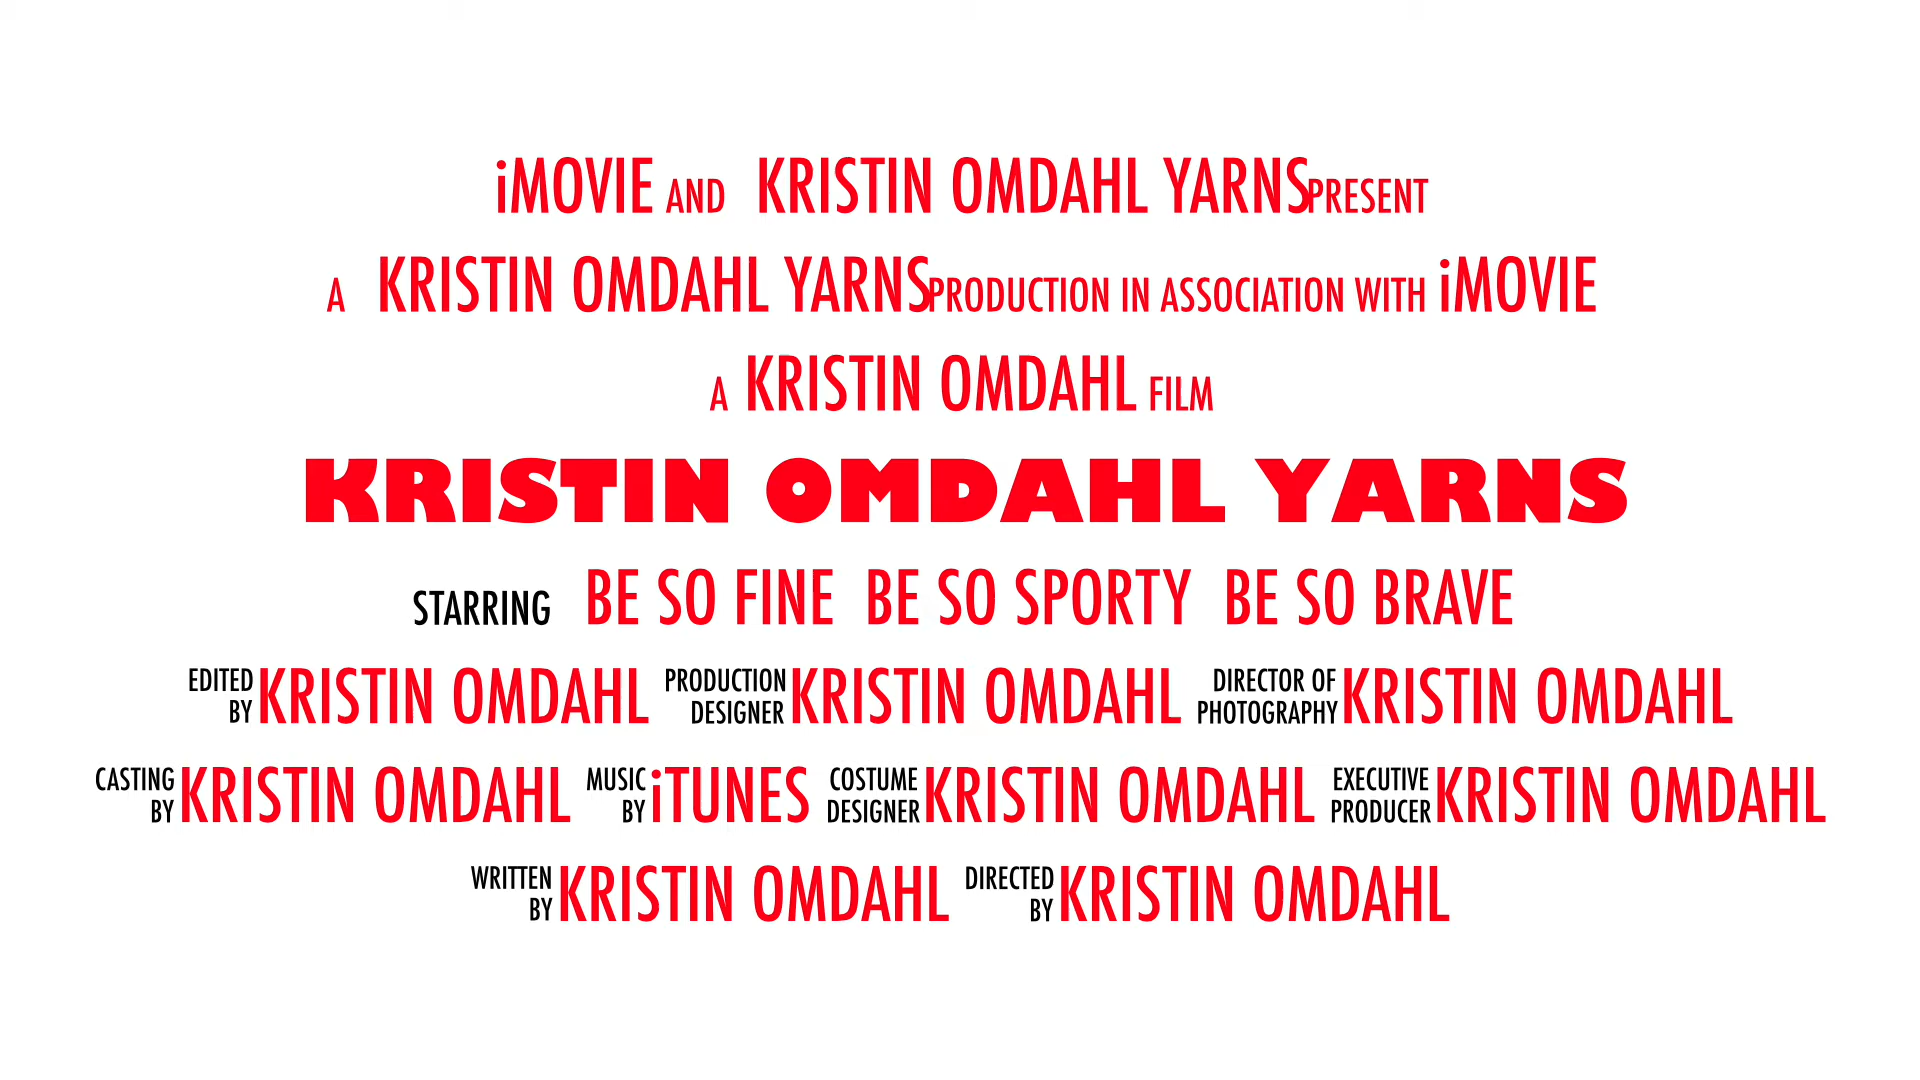 iMOVIE AND KRISTIN OMDAHL YARNS PRESENT
A KRISTIN OMDAHL YARNS PRODUCTION IN ASSOCIATION WITH iMOVIE
A KRISTIN OMDAHL FILM
KRISTIN OMDAHL YARNS
STARRING BE SO FINE BE SO SPORTY BE SO BRAVE
EDITED BY KRISTIN OMDAHL PRODUCTION DESIGNER KRISTIN OMDAHL DIRECTOR OF PHOTOGRAPHY KRISTIN OMDAHL
CASTING BY KRISTIN OMDAHL MUSIC BY iTUNES COSTUME DESIGNER KRISTIN OMDAHL EXECUTIVE PRODUCER KRISTIN OMDAHL
WRITTEN BY KRISTIN OMDAHL DIRECTED BY KRISTIN OMDAHL